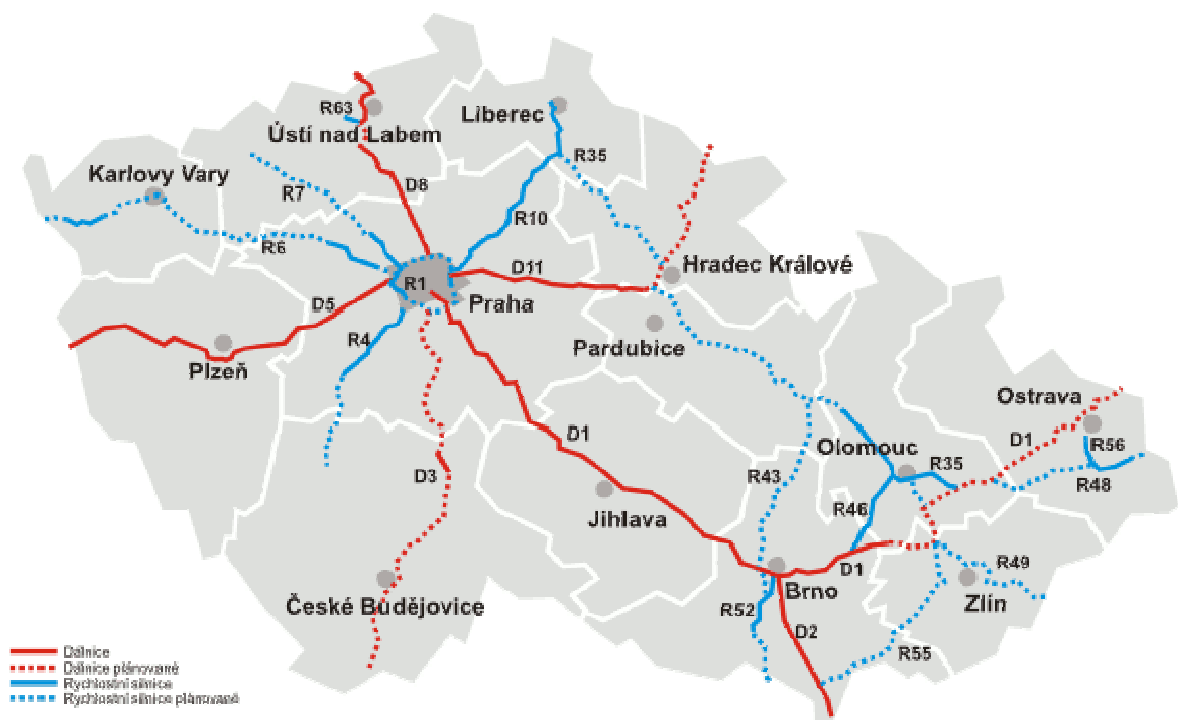 R63
Ústí nad Labem
Liberec
Karlovy Vary
R7
D8
R35
R10
R6
D11
Hradec Králové
R1
Praha
D5
R4
Plzeň
Pardubice
Ostrava
D1
D1
R56
Olomouc
R35
R48
D3
R43
R46
Jihlava
D1
R49
Brno
Zlín
České Budějovice
R52
D2
R55
Dálnice
Dálnice plánované
Rychlostní silnice
Rychlostní silnice plánované